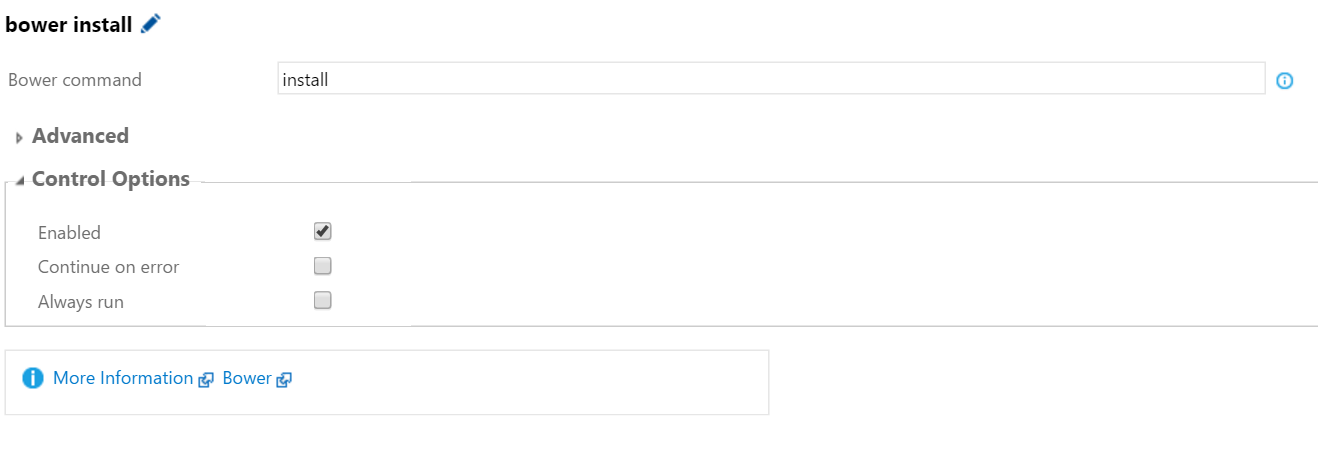 bower install
Bower command install
Advanced
Control Options
Enabled
Continue on error
Always run
More Information Bower